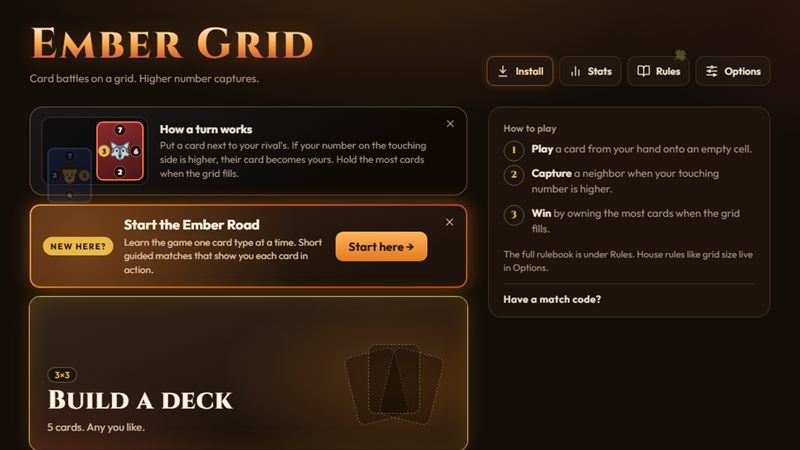 Ember Grid
Card battles on a grid. Higher number captures.
Install
Stats
Rules
Options
How a turn works
Put a card next to your rival's. If your number on the touching
side is higher, their card becomes yours. Hold the most cards
when the grid fills.
7
3
6
2
7
2
NEW HERE?
Start the Ember Road
Learn the game one card type at a time. Short
guided matches that show you each card in
action.
Start here →
3×3
Build a deck
5 cards. Any you like.
How to play
1 Play a card from your hand onto an empty cell.
2 Capture a neighbor when your touching
number is higher.
3 Win by owning the most cards when the grid
fills.
The full rulebook is under Rules. House rules like grid size live
in Options.
Have a match code?